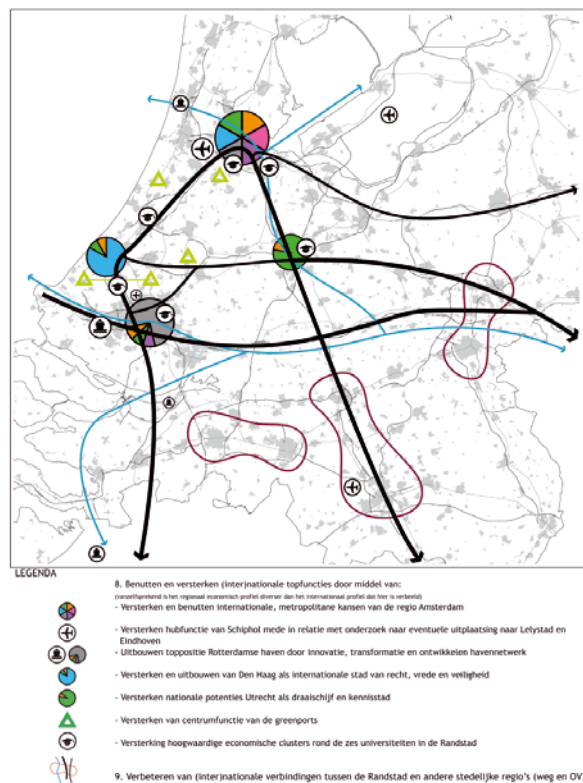 LEGENDA
8. Benutten en versterken (inter)nationale topfuncties door middel van:
(vanzelfsprekend is het regionaal economisch profiel diverser dan het internationaal profiel dat hier is verbeeld)
- Versterken en benutten internationale, metropolitane kansen van de regio Amsterdam
- Versterken hubfunctie van Schiphol mede in relatie met onderzoek naar eventuele uitplaatsing naar Lelystad en
Eindhoven
- Uitbouwen toppositie Rotterdamse haven door innovatie, transformatie en ontwikkelen havennetwerk
- Versterken en uitbouwen van Den Haag als internationale stad van recht, vrede en veiligheid
- Versterken nationale potenties Utrecht als draaischijf en kennisstad
- Versterken van centrumfunctie van de greenports
- Versterking hoogwaardige economische clusters rond de zes universiteiten in de Randstad
9. Verbeteren van (inter)nationale verbindingen tussen de Randstad en andere stedelijke regio's (weg en OV)